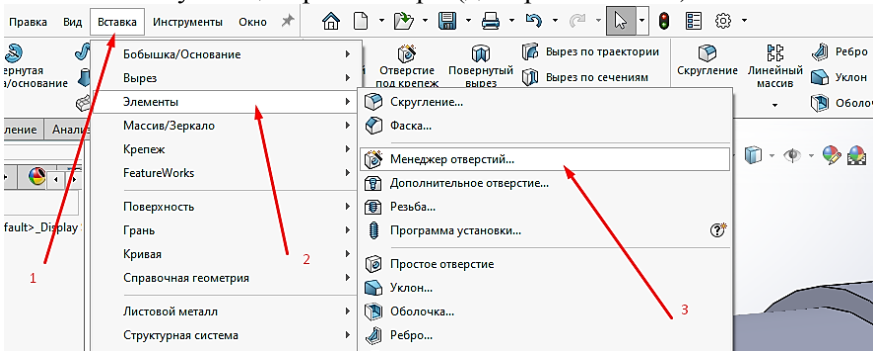 Правка Вид Вставка Инструменты Окно
Бобышка/Основание
Вырез
Элементы
Массив/Зеркало
Крепеж
FeatureWorks
Поверхность
Грань
Кривая
Справочная геометрия
Листовой металл
Структурная система
Отверстие под крепеж
Повернутый вырез
Вырез по траектории
Вырез по сечениям
Скругление
Линейный массив
Ребро
Уклон
Оболо
Скругление...
Фаска...
Менеджер отверстий...
Дополнительное отверстие...
Резьба...
Программа установки...
Простое отверстие
Уклон...
Оболочка...
Ребро...
ернутая
а/основание
ление Анализ
fault>_Display
1
2
3